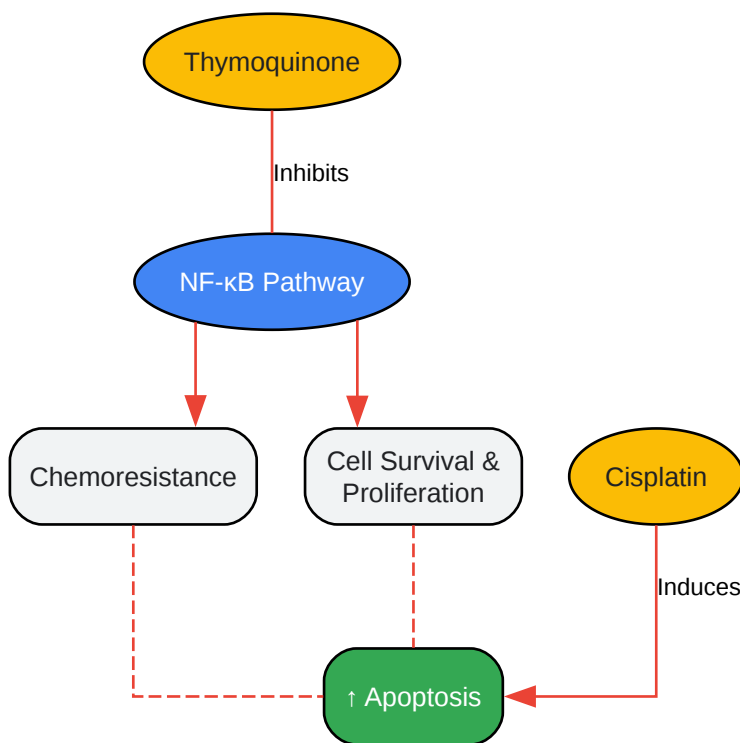 Thymoquinone
Inhibits
NF-κB Pathway
Chemoresistance
Cell Survival &
Proliferation
Cisplatin
Induces
↑ Apoptosis